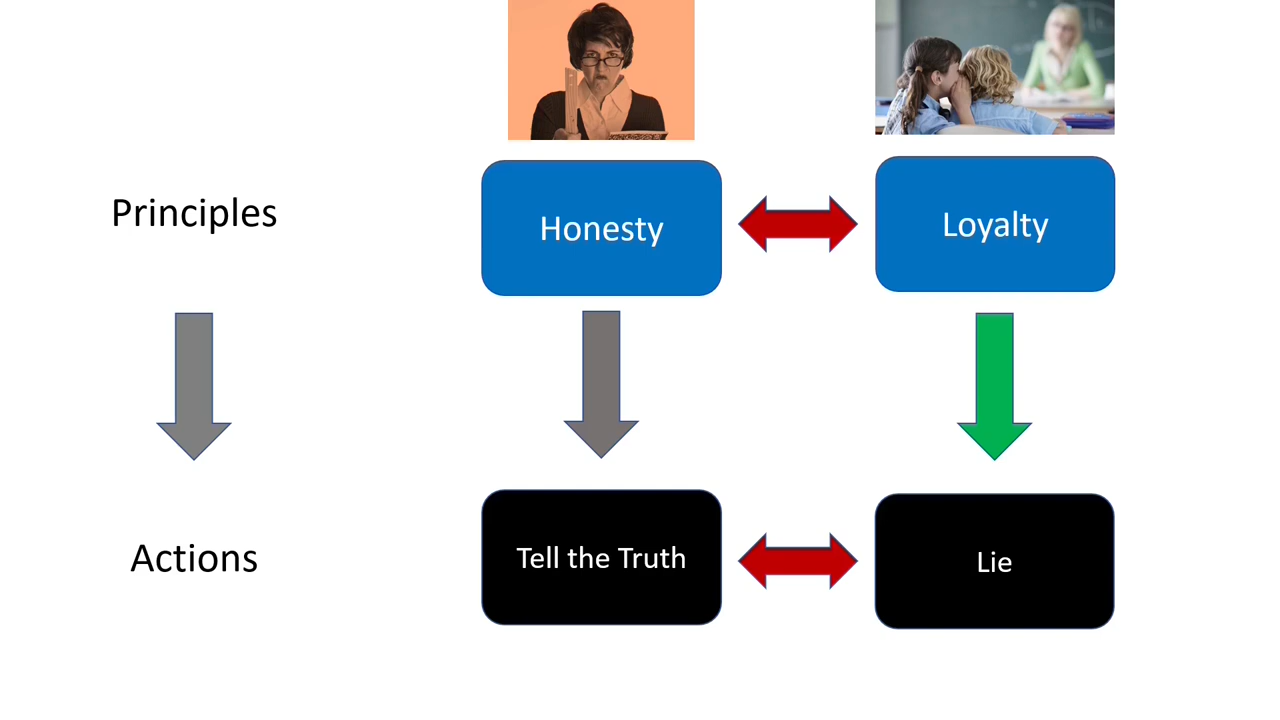 Principles
Honesty
Loyalty
Actions
Tell the Truth
Lie